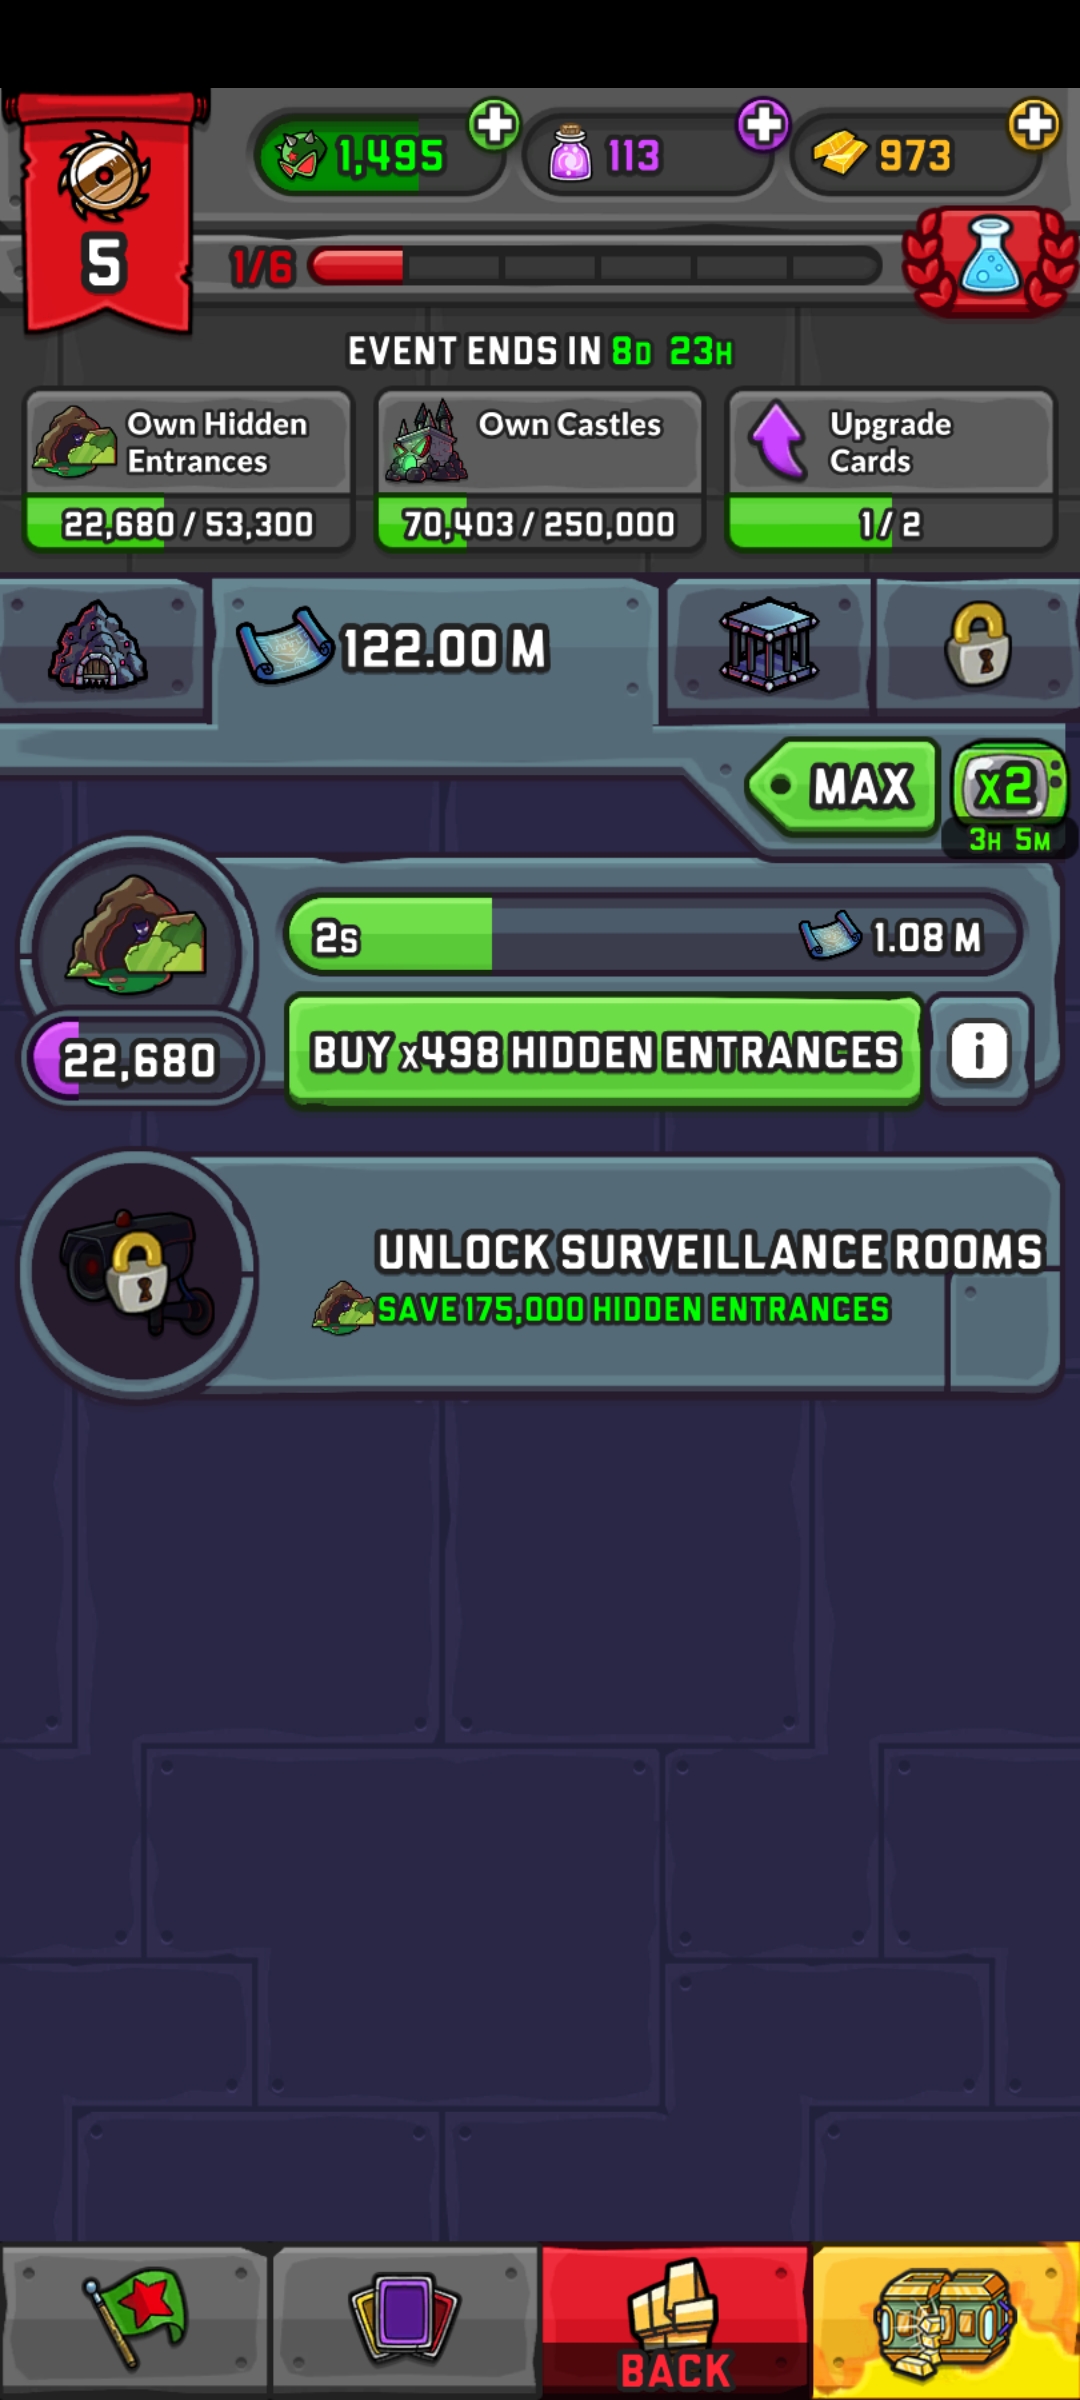 1,495
113
973
5
1/6
EVENT ENDS IN 8D 23H
Own Hidden
Entrances
22,680 / 53,300
Own Castles
70,403 / 250,000
Upgrade
Cards
1 / 2
122.00 M
MAX
x2
3H 5M
2s
1.08 M
22,680
BUY x498 HIDDEN ENTRANCES
i
UNLOCK SURVEILLANCE ROOMS
SAVE 175,000 HIDDEN ENTRANCES
BACK